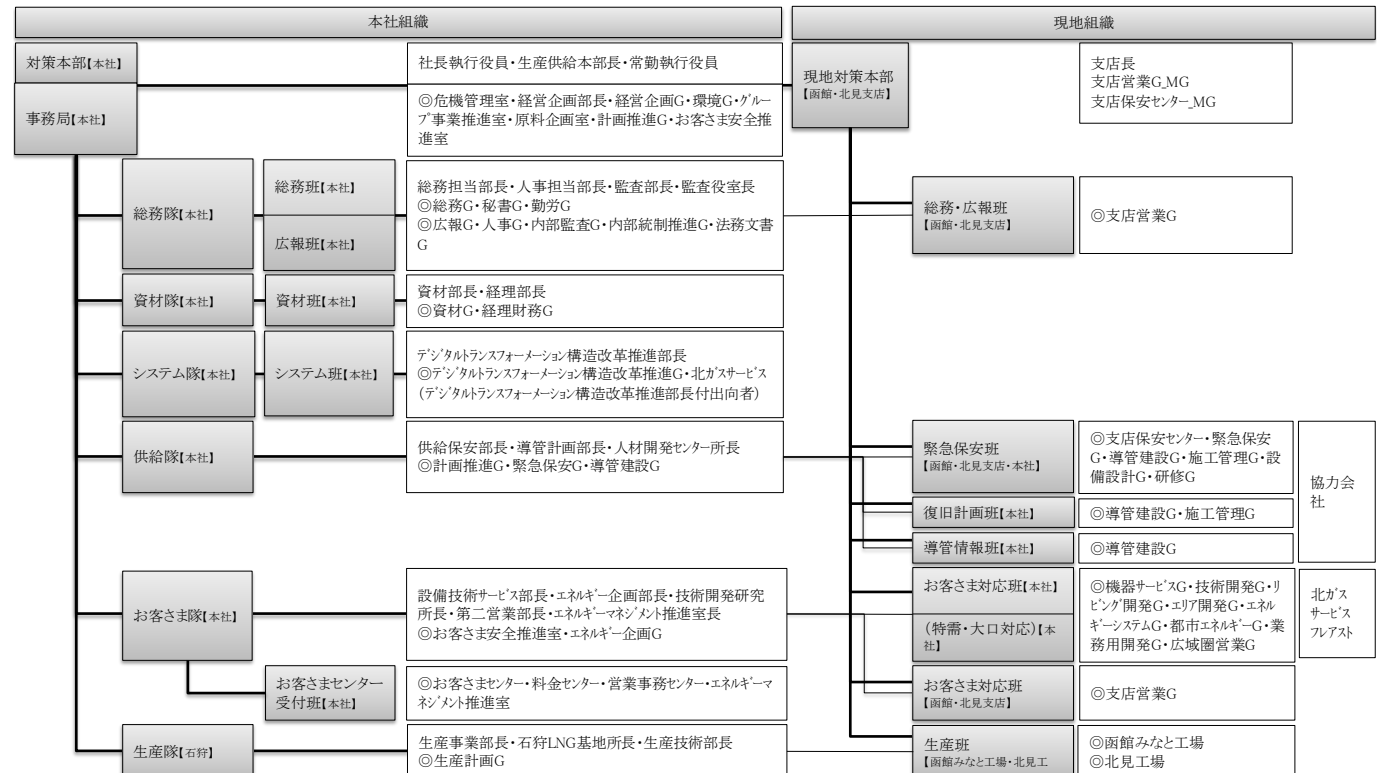 本社組織
現地組織
対策本部【本社】
社長執行役員・生産供給本部長・常勤執行役員
事務局【本社】
◎危機管理室・経営企画部長・経営企画G・環境G・ｸﾞﾙｰ
ﾌﾟ事業推進室・原料企画室・計画推進G・お客さま安全推
進室
現地対策本部
【函館・北見支店】
支店長
支店営業G_MG
支店保安センター_MG
総務隊【本社】
総務班【本社】
広報班【本社】
総務担当部長・人事担当部長・監査部長・監査役室長
◎総務G・秘書G・勤労G
◎広報G・人事G・内部監査G・内部統制推進G・法務文書
G
総務・広報班
【函館・北見支店】
◎支店営業G
資材隊【本社】
資材班【本社】
資材部長・経理部長
◎資材G・経理財務G
システム隊【本社】
システム班【本社】
ﾃﾞｼﾞﾀﾙﾄﾗﾝｽﾌｫｰﾒｰｼｮﾝ構造改革推進部長
◎ﾃﾞｼﾞﾀﾙﾄﾗﾝｽﾌｫｰﾒｰｼｮﾝ構造改革推進G・北ｶﾞｽｻｰﾋﾞｽ
(ﾃﾞｼﾞﾀﾙﾄﾗﾝｽﾌｫｰﾒｰｼｮﾝ構造改革推進部長付出向者)
供給隊【本社】
供給保安部長・導管計画部長・人材開発ｾﾝﾀｰ所長
◎計画推進G・緊急保安G・導管建設G
緊急保安班
【函館・北見支店・本社】
◎支店保安ｾﾝﾀｰ・緊急保安
G・導管建設G・施工管理G・設
備設計G・研修G
協力会
社
復旧計画班【本社】
◎導管建設G・施工管理G
導管情報班【本社】
◎導管建設G
お客さま隊【本社】
設備技術ｻｰﾋﾞｽ部長・ｴﾈﾙｷﾞｰ企画部長・技術開発研究
所長・第二営業部長・ｴﾈﾙｷﾞｰﾏﾈｼﾞﾒﾝﾄ推進室長
◎お客さま安全推進室・ｴﾈﾙｷﾞｰ企画G
お客さま対応班【本社】
(特需・大口対応)【本
社】
◎機器ｻｰﾋﾞｽG・技術開発G・ﾘ
ﾋﾞﾝｸﾞ開発G・ｴﾘｱ開発G・ｴﾈﾙ
ｷﾞｰｼｽﾃﾑG・都市ｴﾈﾙｷﾞｰG・業
務用開発G・広域圏営業G
北ｶﾞｽ
ｻｰﾋﾞｽ
ﾌﾚｱｽﾄ
お客さまセンター
受付班【本社】
◎お客さまｾﾝﾀｰ・料金ｾﾝﾀｰ・営業事務ｾﾝﾀｰ・ｴﾈﾙｷﾞｰﾏ
ﾈｼﾞﾒﾝﾄ推進室
お客さま対応班
【函館・北見支店】
◎支店営業G
生産隊【石狩】
生産事業部長・石狩LNG基地所長・生産技術部長
◎生産計画G
生産班
【函館みなと工場・北見工
◎函館みなと工場
◎北見工場